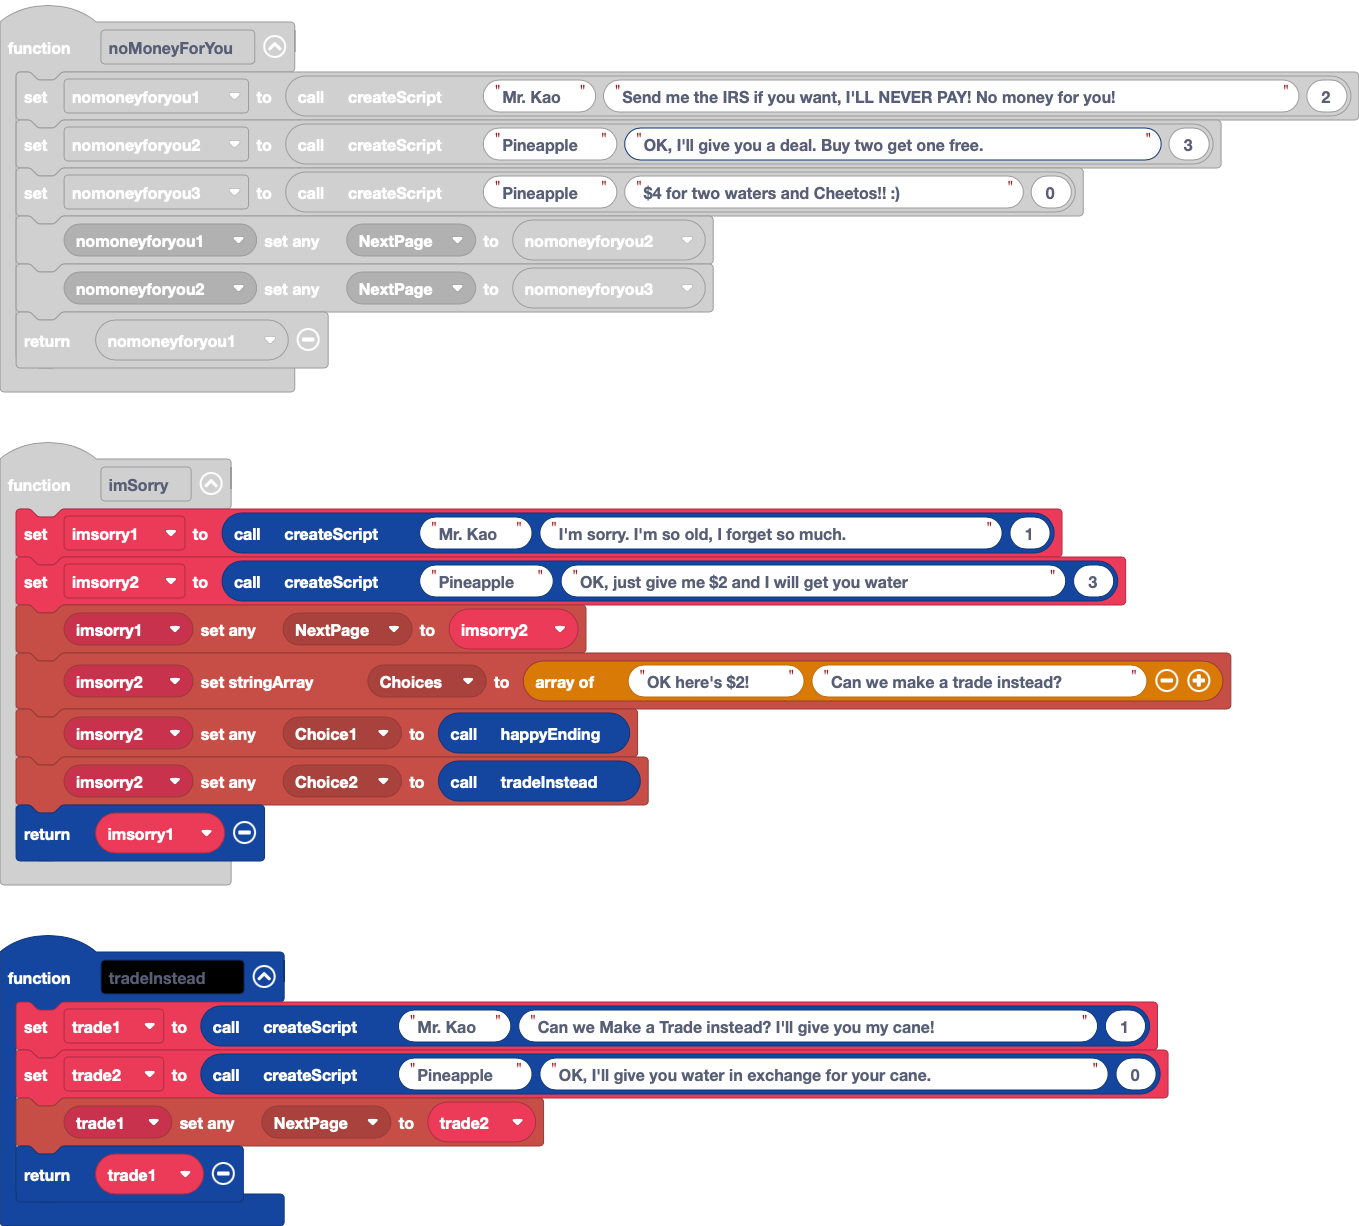 function noMoneyForYou
set nomoneyforyou1 to call createScript "Mr. Kao" "Send me the IRS if you want, I'LL NEVER PAY! No money for you!" 2
set nomoneyforyou2 to call createScript "Pineapple" "OK, I'll give you a deal. Buy two get one free." 3
set nomoneyforyou3 to call createScript "Pineapple" "$4 for two waters and Cheetos!! :)" 0
nomoneyforyou1 set any NextPage to nomoneyforyou2
nomoneyforyou2 set any NextPage to nomoneyforyou3
return nomoneyforyou1
function imSorry
set imsorry1 to call createScript "Mr. Kao" "I'm sorry. I'm so old, I forget so much." 1
set imsorry2 to call createScript "Pineapple" "OK, just give me $2 and I will get you water" 3
imsorry1 set any NextPage to imsorry2
imsorry2 set stringArray Choices to array of "OK here's $2!" "Can we make a trade instead?"
imsorry2 set any Choice1 to call happyEnding
imsorry2 set any Choice2 to call tradeInstead
return imsorry1
function tradeInstead
set trade1 to call createScript "Mr. Kao" "Can we Make a Trade instead? I'll give you my cane!" 1
set trade2 to call createScript "Pineapple" "OK, I'll give you water in exchange for your cane." 0
trade1 set any NextPage to trade2
return trade1